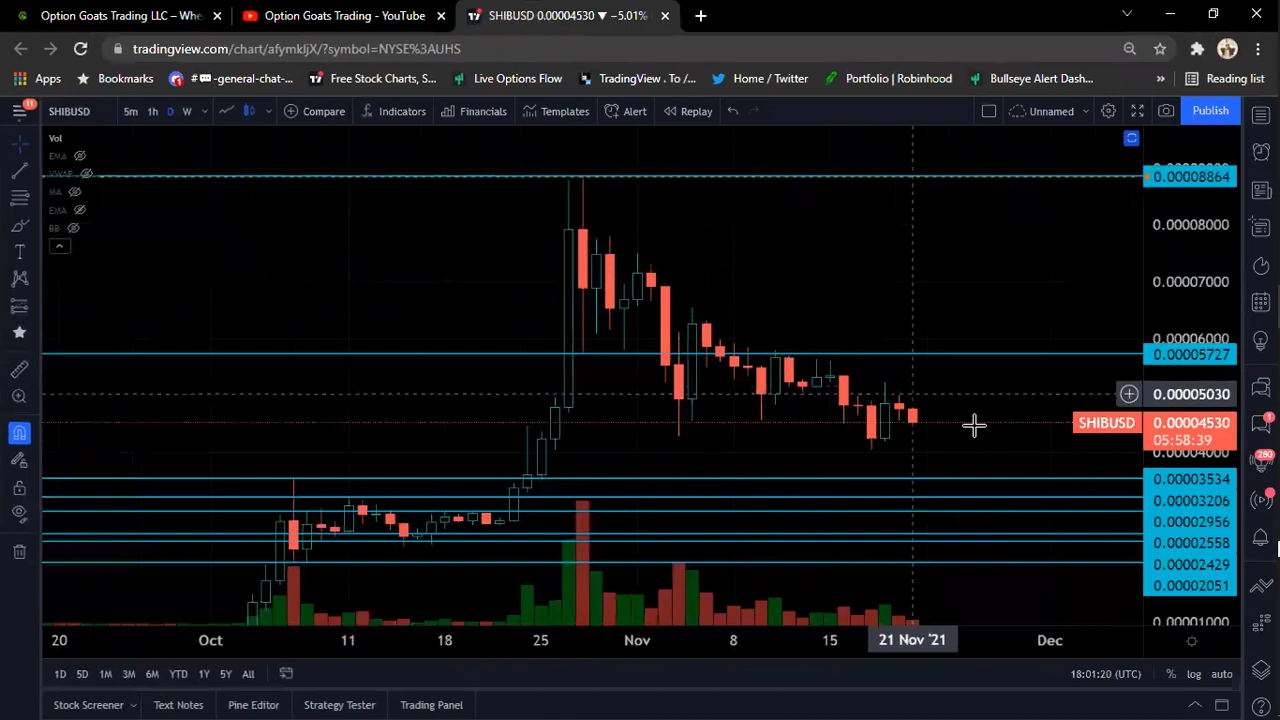 Option Goats Trading LLC – Whe
Option Goats Trading - YouTube
SHIBUSD 0.00004530 ▼ −5.01%
tradingview.com/chart/afymkljX/?symbol=NYSE%3AUHS
Apps
Bookmarks
#💬-general-chat-...
Free Stock Charts, S...
Live Options Flow
TradingView . To /...
Home / Twitter
Portfolio | Robinhood
Bullseye Alert Dash...
»
Reading list
11
SHIBUSD
5m
1h
D
W
Compare
Indicators
Financials
Templates
Alert
Replay
Unnamed
Publish
Vol
EMA
VWAP
MA
EMA
BB
0.00008864
0.00008000
0.00007000
0.00006000
0.00005727
0.00005030
SHIBUSD
0.00004530
05:58:39
0.00004000
0.00003534
0.00003206
0.00002956
0.00002558
0.00002429
0.00002051
0.00001000
1
280
20
Oct
11
18
25
Nov
8
15
21 Nov '21
Dec
1D
5D
1M
3M
6M
YTD
1Y
5Y
All
18:01:20 (UTC)
%
log
auto
Stock Screener
Text Notes
Pine Editor
Strategy Tester
Trading Panel